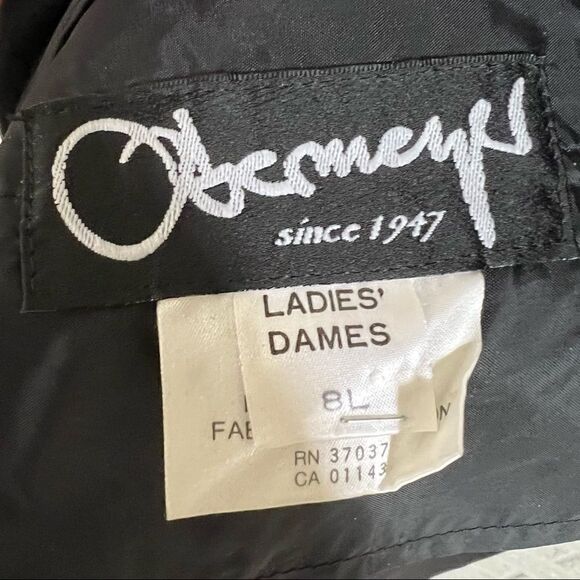 Obermeyer
since 1947
LADIES'
DAMES
8L
RN 37037
CA 01143